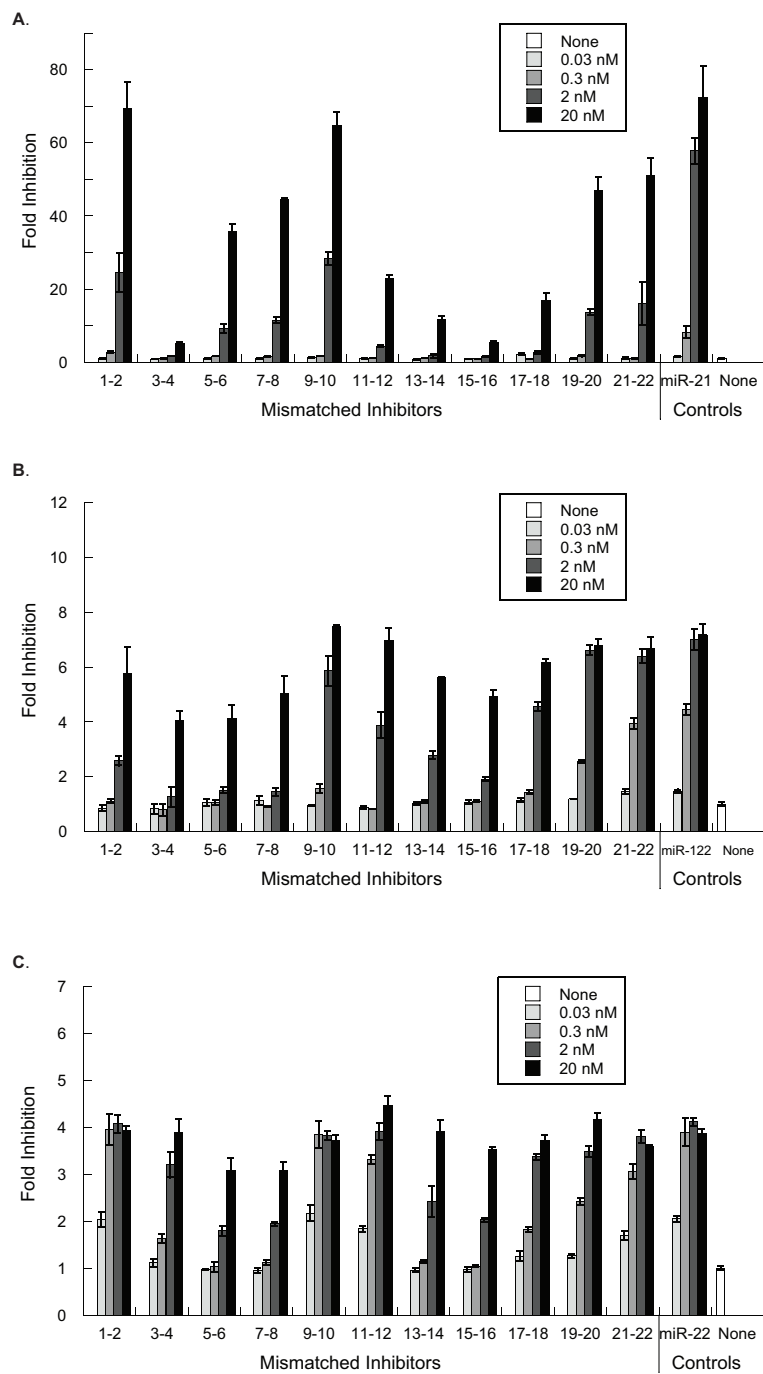 A.
None
0.03 nM
0.3 nM
2 nM
20 nM
80
60
40
20
0
Fold Inhibition
1-2 3-4 5-6 7-8 9-10 11-12 13-14 15-16 17-18 19-20 21-22 miR-21 None
Mismatched Inhibitors Controls
B.
None
0.03 nM
0.3 nM
2 nM
20 nM
12
10
8
6
4
2
0
Fold Inhibition
1-2 3-4 5-6 7-8 9-10 11-12 13-14 15-16 17-18 19-20 21-22 miR-122 None
Mismatched Inhibitors Controls
C.
None
0.03 nM
0.3 nM
2 nM
20 nM
7
6
5
4
3
2
1
0
Fold Inhibition
1-2 3-4 5-6 7-8 9-10 11-12 13-14 15-16 17-18 19-20 21-22 miR-22 None
Mismatched Inhibitors Controls